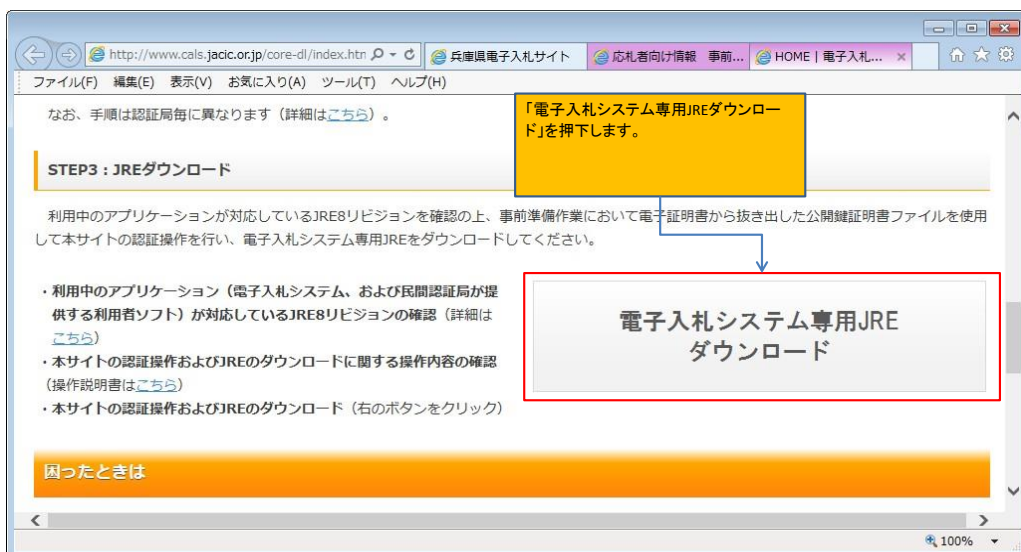 http://www.cals.jacic.or.jp/core-dl/index.htn
兵庫県電子入札サイト
応札者向け情報 事前...
HOME | 電子入札...
ファイル(F) 編集(E) 表示(V) お気に入り(A) ツール(T) ヘルプ(H)
なお、手順は認証局毎に異なります（詳細はこちら）。
「電子入札システム専用JREダウンロー
ド」を押下します。
STEP3：JREダウンロード
利用中のアプリケーションが対応しているJRE8リビジョンを確認の上、事前準備作業において電子証明書から抜き出した公開鍵証明書ファイルを使用
して本サイトの認証操作を行い、電子入札システム専用JREをダウンロードしてください。
・利用中のアプリケーション（電子入札システム、および民間認証局が提
供する利用者ソフト）が対応しているJRE8リビジョンの確認（詳細は
こちら）
・本サイトの認証操作およびJREのダウンロードに関する操作内容の確認
（操作説明書はこちら）
・本サイトの認証操作およびJREのダウンロード（右のボタンをクリック）
電子入札システム専用JRE
ダウンロード
困ったときは
100%